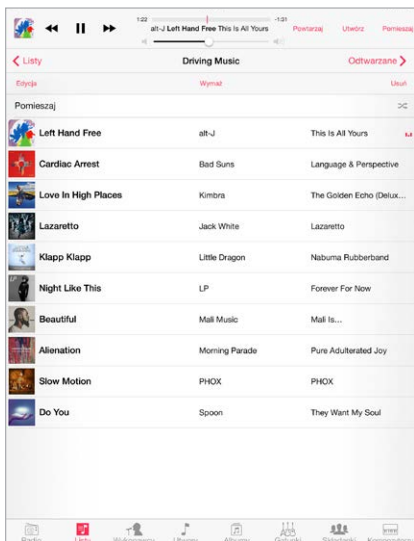 1:22 -1:31
alt-J Left Hand Free This Is All Yours
Powtarzaj Utwórz Pomieszaj
Listy Driving Music Odtwarzane
Edycja Wymaż Usuń
Pomieszaj
Left Hand Free alt-J This Is All Yours
Cardiac Arrest Bad Suns Language & Perspective
Love In High Places Kimbra The Golden Echo (Delux...
Lazaretto Jack White Lazaretto
Klapp Klapp Little Dragon Nabuma Rubberband
LP
Night Like This LP Forever For Now
Beautiful Mali Music Mali Is...
Alienation Morning Parade Pure Adulterated Joy
Slow Motion PHOX PHOX
Do You Spoon They Want My Soul
Radio Listy Wykonawcy Utwory Albumy Gatunki Składanki Kompozytorzy